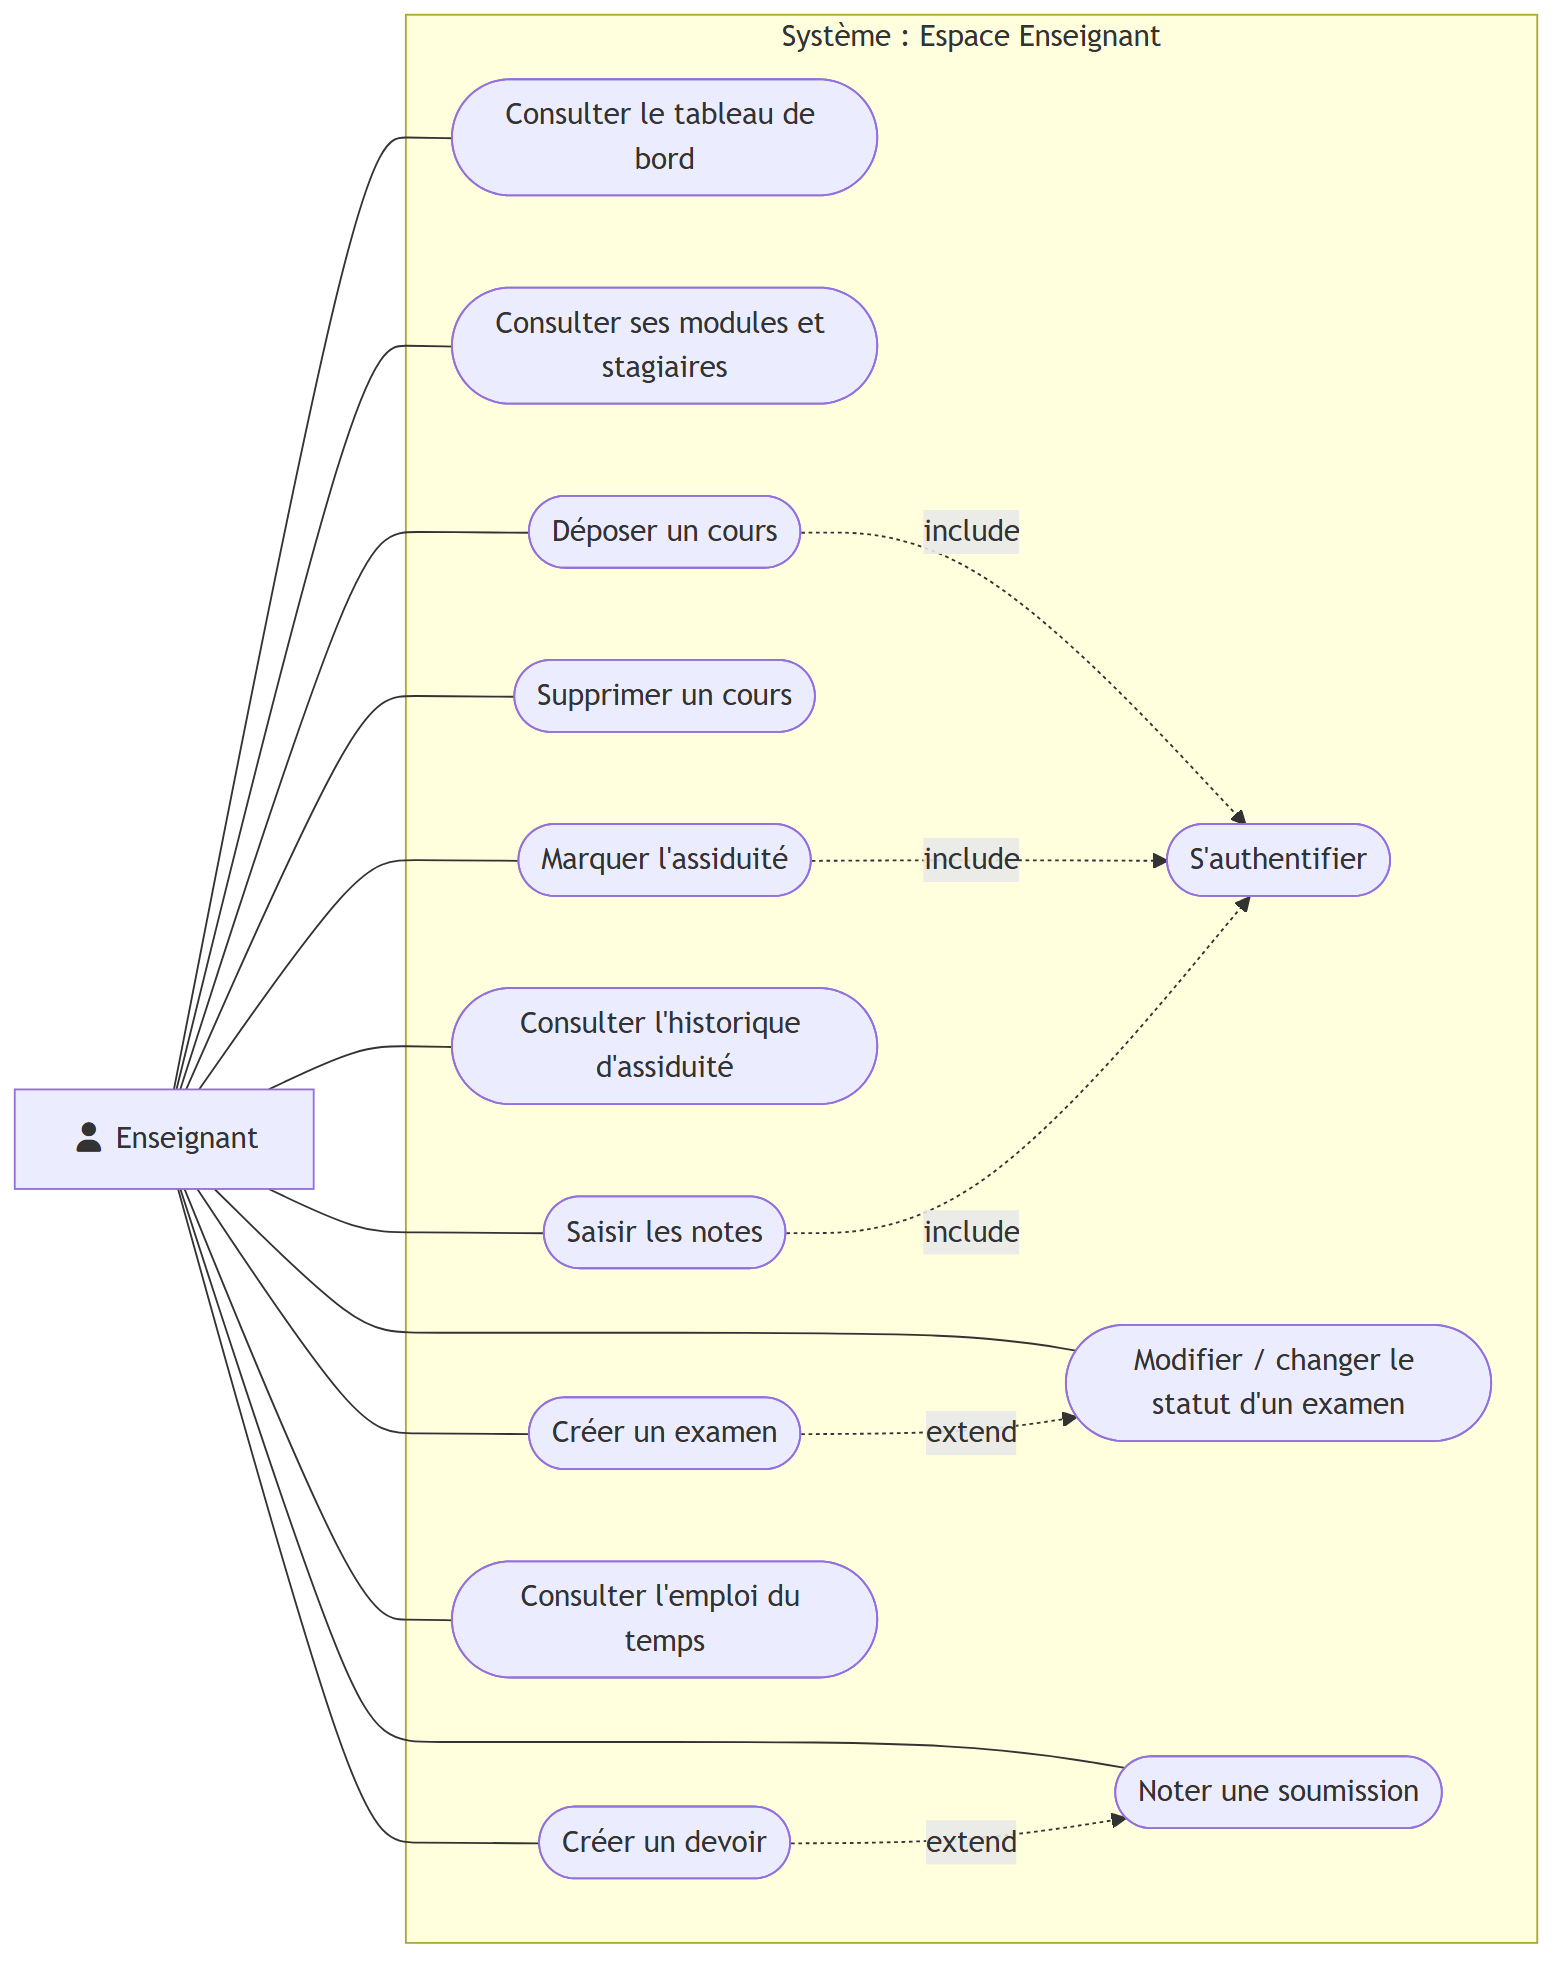 Système : Espace Enseignant
Consulter le tableau de
bord
Consulter ses modules et
stagiaires
Déposer un cours
include
Supprimer un cours
Marquer l'assiduité
include
S'authentifier
Consulter l'historique
d'assiduité
Enseignant
Saisir les notes
include
Modifier / changer le
statut d'un examen
Créer un examen
extend
Consulter l'emploi du
temps
Noter une soumission
Créer un devoir
extend